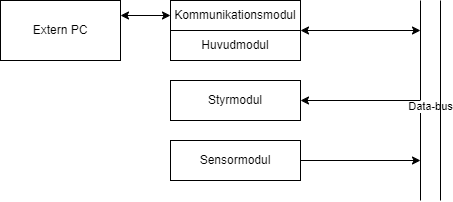 Extern PC
Kommunikationsmodul
Huvudmodul
Styrmodul
Data-bus
Sensormodul